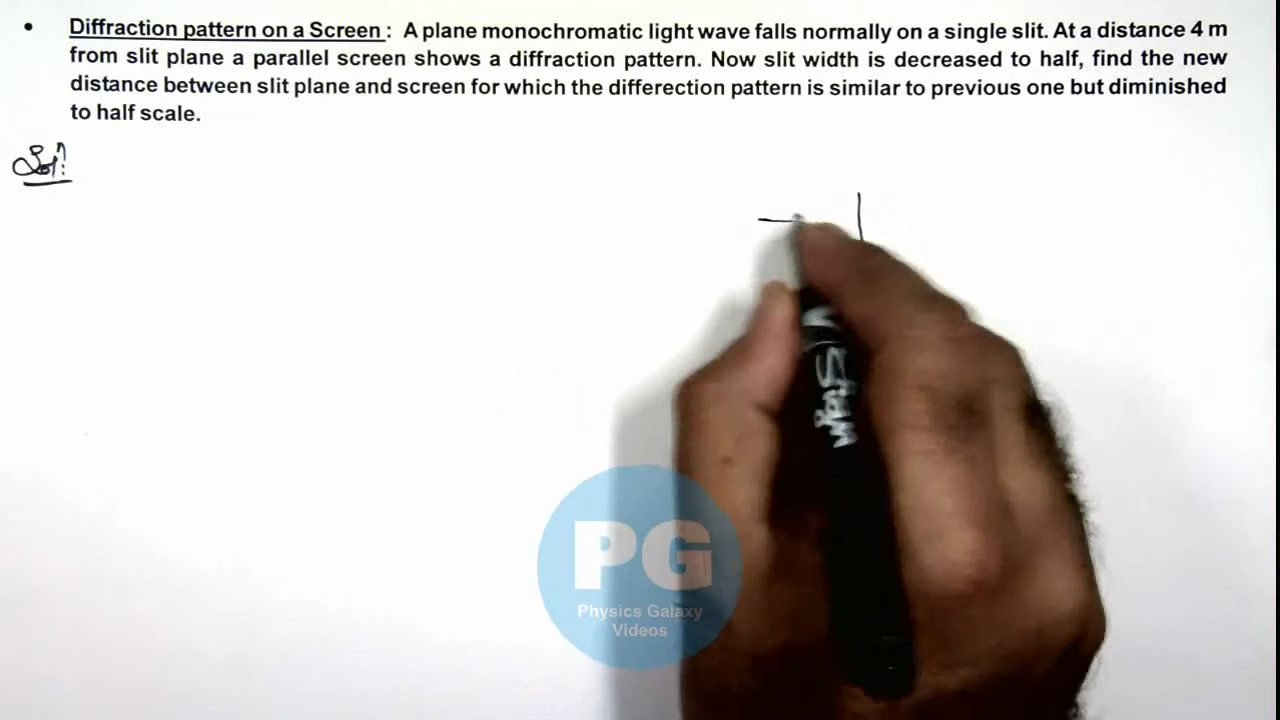 • Diffraction pattern on a Screen : A plane monochromatic light wave falls normally on a single slit. At a distance 4 m
from slit plane a parallel screen shows a diffraction pattern. Now slit width is decreased to half, find the new
distance between slit plane and screen for which the differection pattern is similar to previous one but diminished
to half scale.
Sol?
PG
Physics Galaxy
Videos